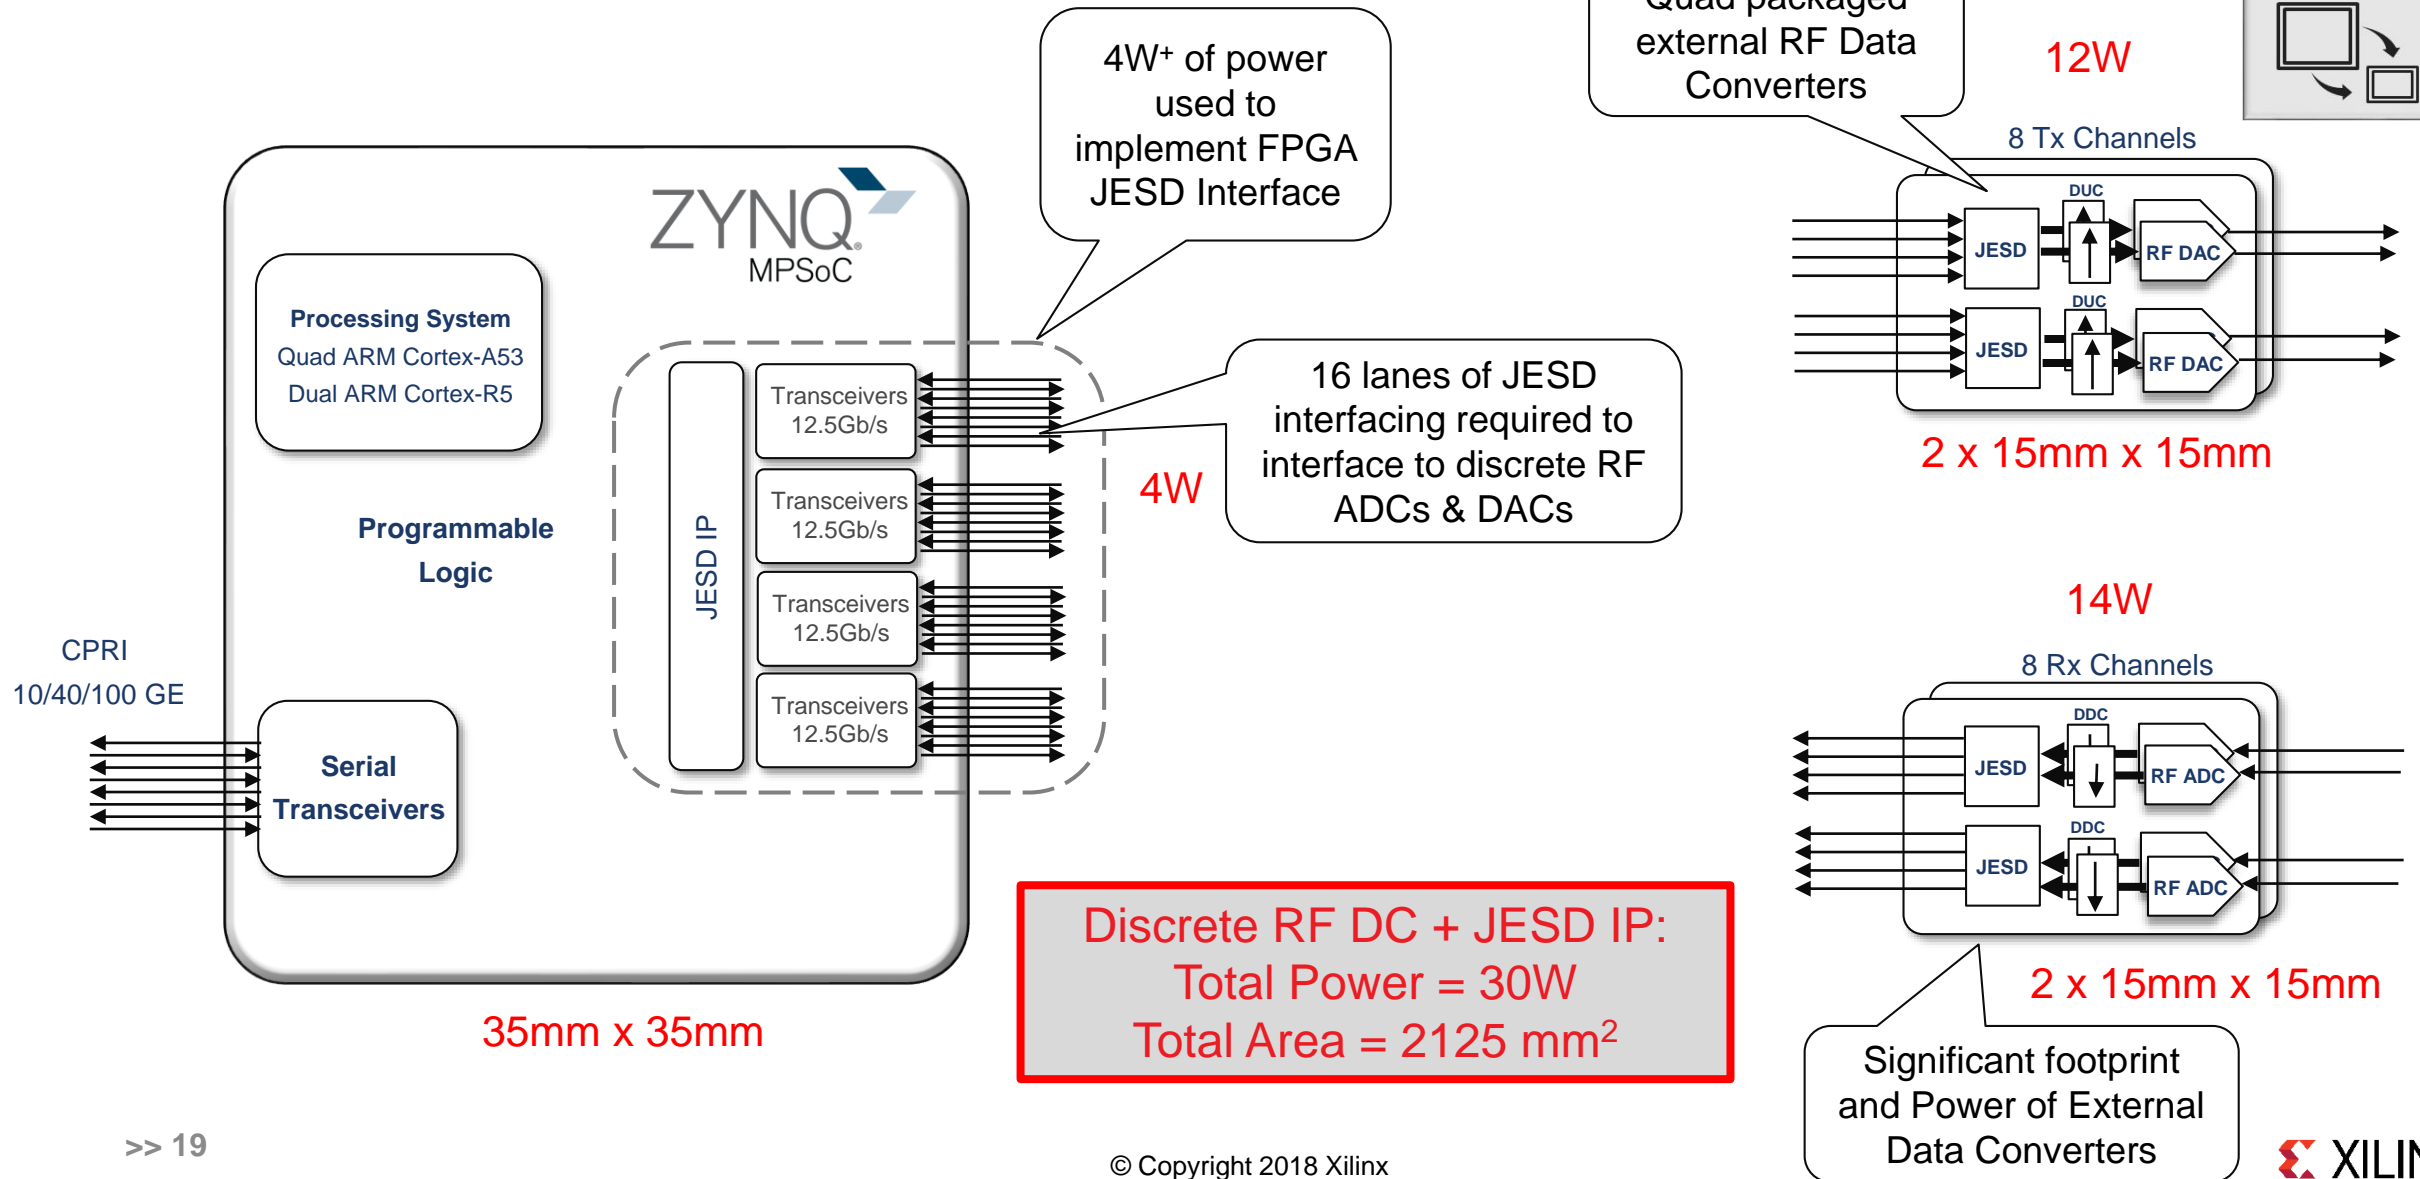 Quad packaged
external RF Data
Converters
12W
4W+ of power
used to
implement FPGA
JESD Interface
8 Tx Channels
ZYNQ®
MPSoC
DUC
JESD
RF DAC
DUC
JESD
RF DAC
2 x 15mm x 15mm
Processing System
Quad ARM Cortex-A53
Dual ARM Cortex-R5
Programmable
Logic
JESD IP
Transceivers
12.5Gb/s
Transceivers
12.5Gb/s
Transceivers
12.5Gb/s
Transceivers
12.5Gb/s
16 lanes of JESD
interfacing required to
interface to discrete RF
ADCs & DACs
4W
14W
8 Rx Channels
DDC
JESD
RF ADC
DDC
JESD
RF ADC
2 x 15mm x 15mm
CPRI
10/40/100 GE
Serial
Transceivers
35mm x 35mm
Discrete RF DC + JESD IP:
Total Power = 30W
Total Area = 2125 mm2
Significant footprint
and Power of External
Data Converters
>> 19
© Copyright 2018 Xilinx